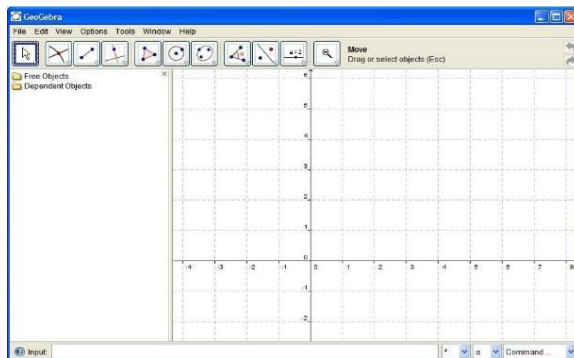 GeoGebra
File Edit View Options Tools Window Help
a=2
Move
Drag or select objects (Esc)
Free Objects
Dependent Objects
6
5
4
3
2
1
0
-4 -3 -2 -1 0 1 2 3 4 5 6 7 8
-1
-2
Input:
° α Command ...